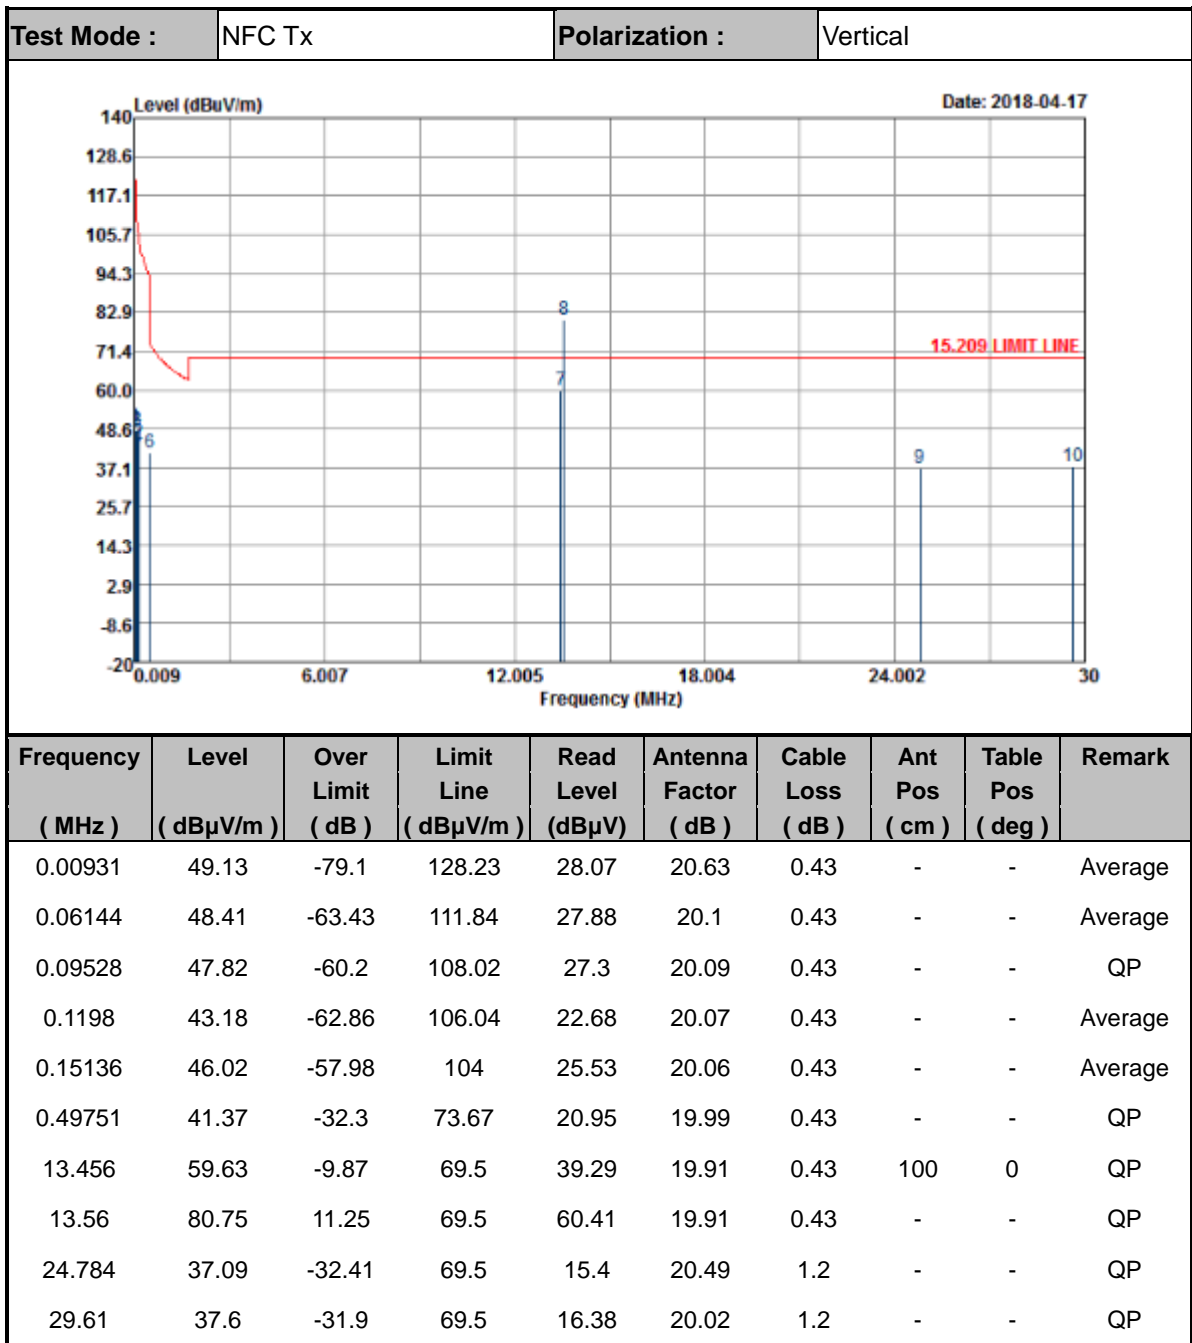 Test Mode : NFC Tx Polarization : Vertical
Level (dBuV/m) Date: 2018-04-17
140
128.6
117.1
105.7
94.3
82.9
71.4
60.0
48.6
37.1
25.7
14.3
2.9
-8.6
-20
8
15.209 LIMIT LINE
7
6
9
10
0.009 6.007 12.005 18.004 24.002 30
Frequency (MHz)
Frequency Level Over Limit Read Antenna Cable Ant Table Remark
Limit Line Level Factor Loss Pos Pos
( MHz ) ( dBµV/m ) ( dB ) ( dBµV/m ) (dBµV) ( dB ) ( dB ) ( cm ) ( deg )
0.00931 49.13 -79.1 128.23 28.07 20.63 0.43 - - Average
0.06144 48.41 -63.43 111.84 27.88 20.1 0.43 - - Average
0.09528 47.82 -60.2 108.02 27.3 20.09 0.43 - - QP
0.1198 43.18 -62.86 106.04 22.68 20.07 0.43 - - Average
0.15136 46.02 -57.98 104 25.53 20.06 0.43 - - Average
0.49751 41.37 -32.3 73.67 20.95 19.99 0.43 - - QP
13.456 59.63 -9.87 69.5 39.29 19.91 0.43 100 0 QP
13.56 80.75 11.25 69.5 60.41 19.91 0.43 - - QP
24.784 37.09 -32.41 69.5 15.4 20.49 1.2 - - QP
29.61 37.6 -31.9 69.5 16.38 20.02 1.2 - - QP